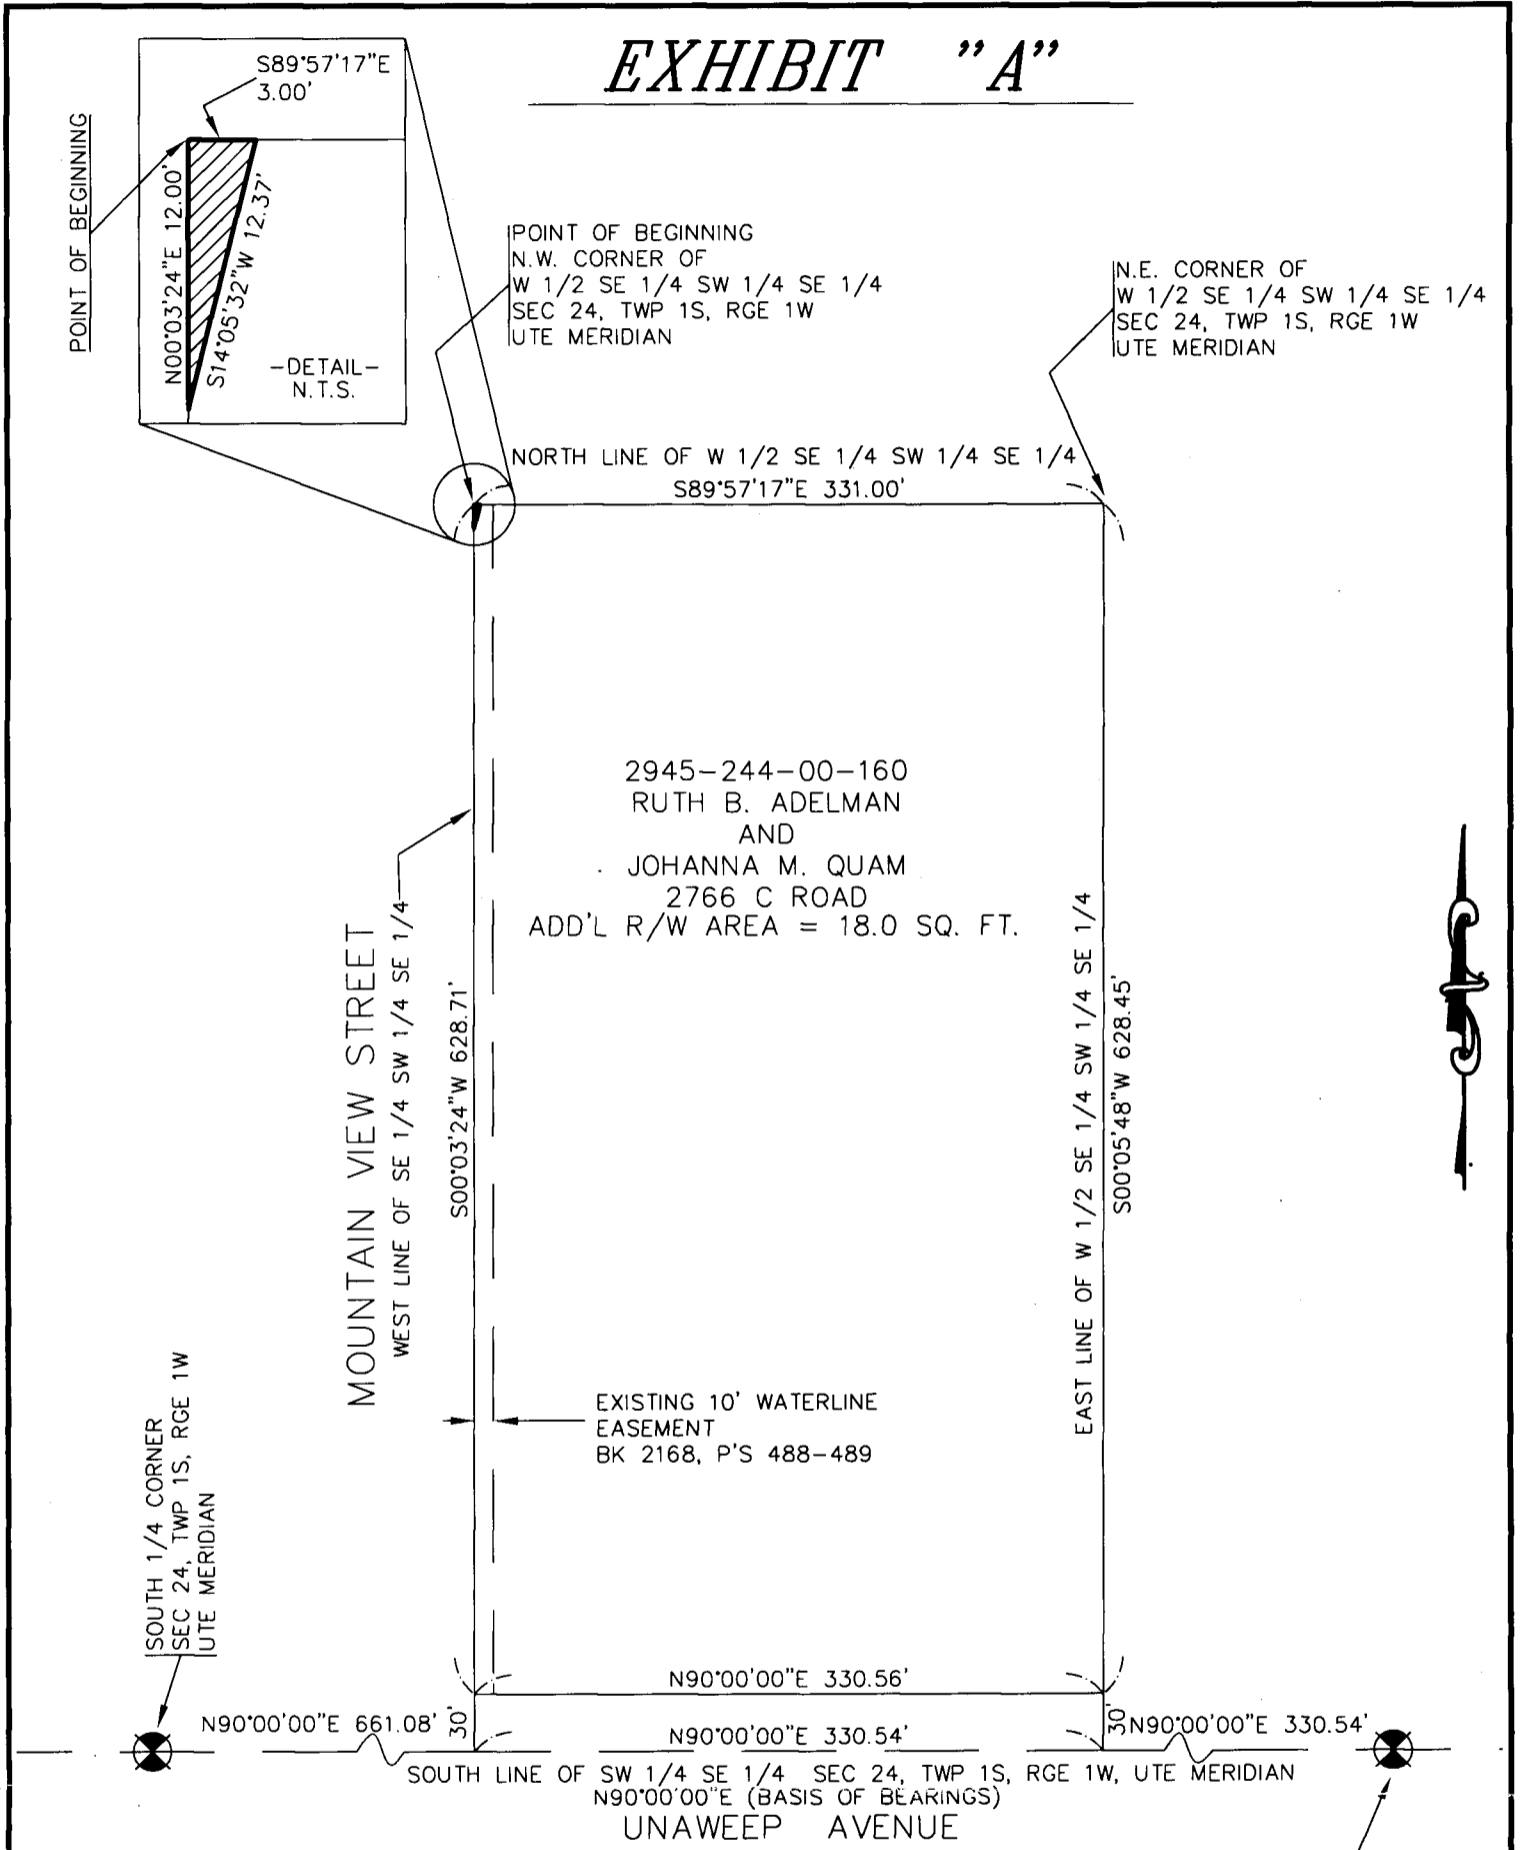 EXHIBIT "A"
S89°57'17"E
3.00'
POINT OF BEGINNING
N00°03'24"E 12.00'
S14°05'32"W 12.37'
-DETAIL-
N.T.S.
POINT OF BEGINNING
N.W. CORNER OF
W 1/2 SE 1/4 SW 1/4 SE 1/4
SEC 24, TWP 1S, RGE 1W
UTE MERIDIAN
N.E. CORNER OF
W 1/2 SE 1/4 SW 1/4 SE 1/4
SEC 24, TWP 1S, RGE 1W
UTE MERIDIAN
NORTH LINE OF W 1/2 SE 1/4 SW 1/4 SE 1/4
S89°57'17"E 331.00'
2945-244-00-160
RUTH B. ADELMAN
AND
JOHANNA M. QUAM
2766 C ROAD
ADD'L R/W AREA = 18.0 SQ. FT.
MOUNTAIN VIEW STREET
WEST LINE OF SE 1/4 SW 1/4 SE 1/4
S00°03'24"W 628.71'
EAST LINE OF W 1/2 SE 1/4 SW 1/4 SE 1/4
S00°05'48"W 628.45'
EXISTING 10' WATERLINE
EASEMENT
BK 2168, P'S 488-489
SOUTH 1/4 CORNER
SEC 24, TWP 1S, RGE 1W
UTE MERIDIAN
N90°00'00"E 330.56'
N90°00'00"E 661.08'
30'
N90°00'00"E 330.54'
30'
N90°00'00"E 330.54'
SOUTH LINE OF SW 1/4 SE 1/4 SEC 24, TWP 1S, RGE 1W, UTE MERIDIAN
N90°00'00"E (BASIS OF BEARINGS)
UNAWEEP AVENUE